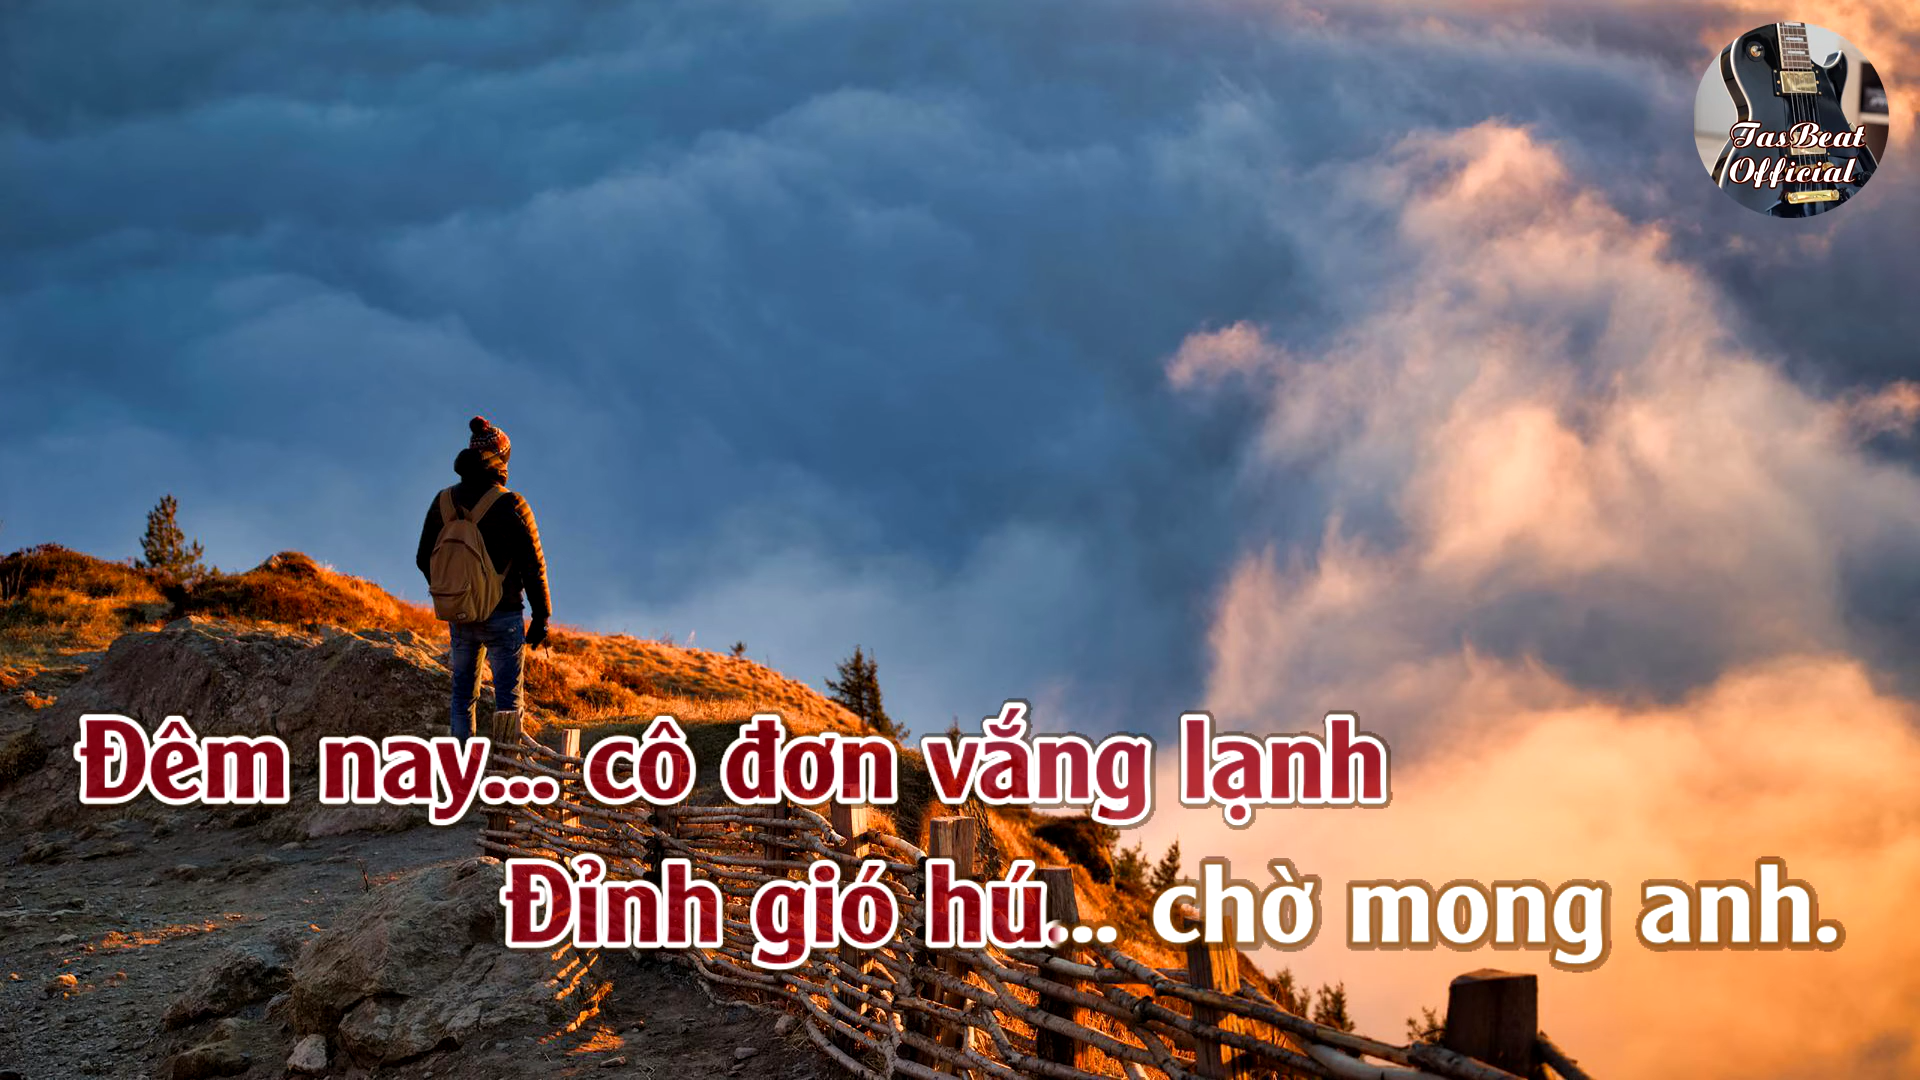 TasBeat
Official
Đêm nay... cô đơn vắng lạnh
Đỉnh gió hú... chờ mong anh.